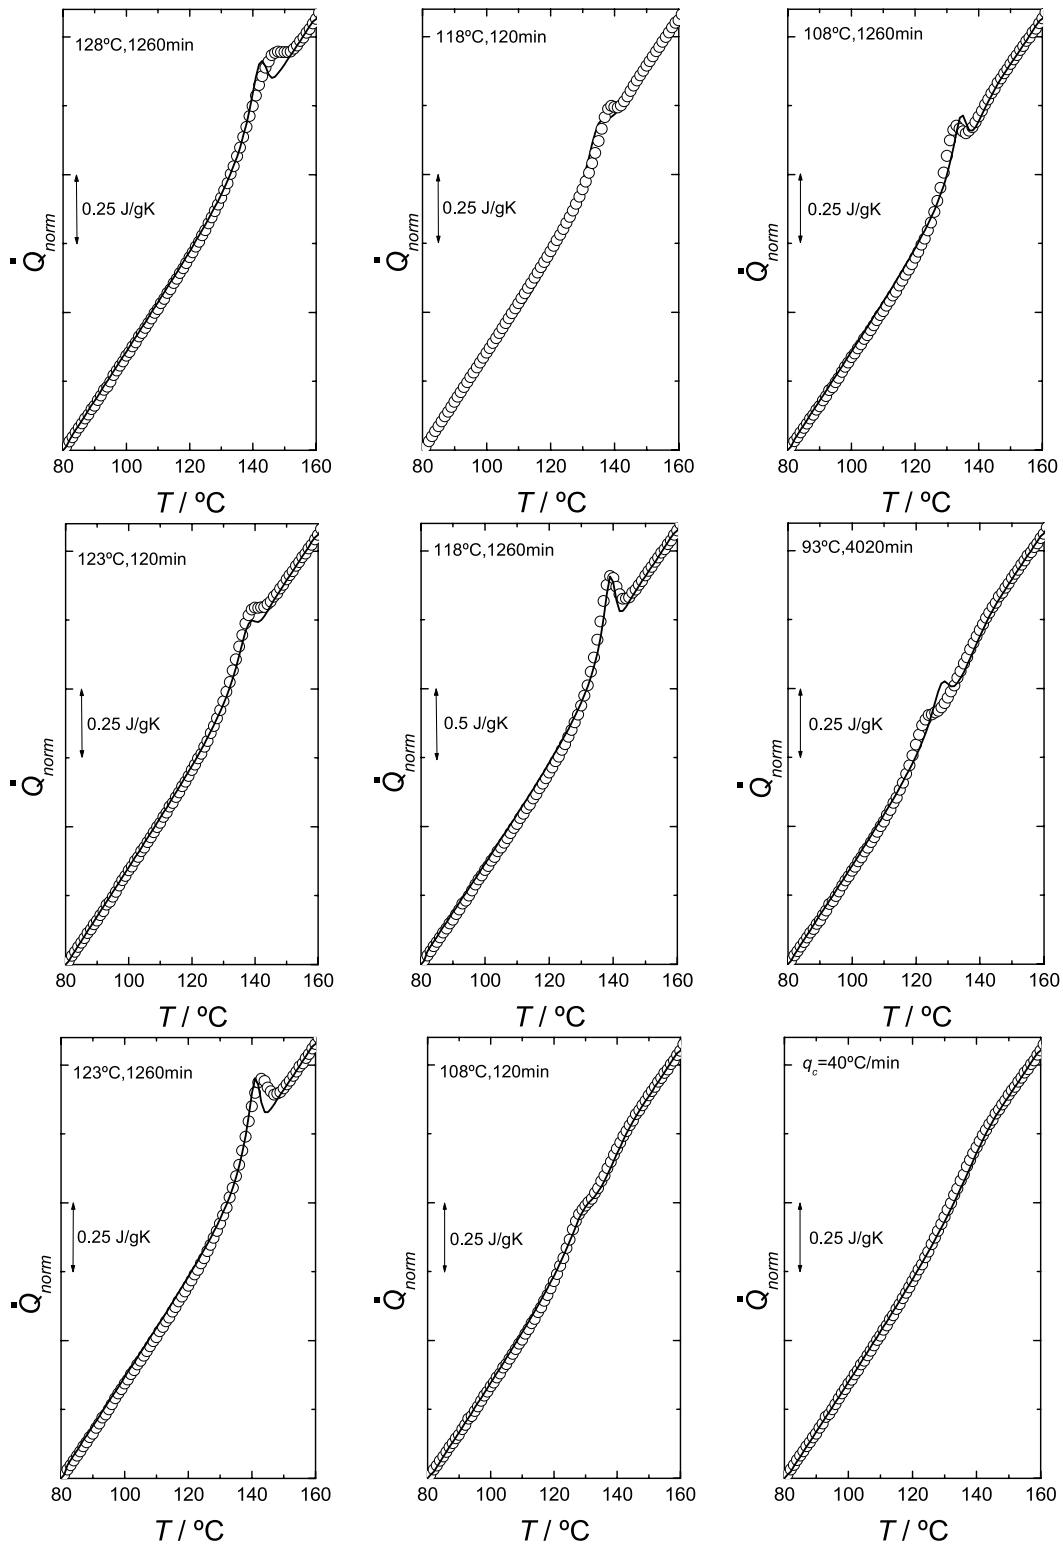 128ºC,1260min
0.25 J/gK
Q̇norm
80 100 120 140 160
T / ºC
118ºC,120min
0.25 J/gK
Q̇norm
80 100 120 140 160
T / ºC
108ºC,1260min
0.25 J/gK
Q̇norm
80 100 120 140 160
T / ºC
123ºC,120min
0.25 J/gK
Q̇norm
80 100 120 140 160
T / ºC
118ºC,1260min
0.5 J/gK
Q̇norm
80 100 120 140 160
T / ºC
93ºC,4020min
0.25 J/gK
Q̇norm
80 100 120 140 160
T / ºC
123ºC,1260min
0.25 J/gK
Q̇norm
80 100 120 140 160
T / ºC
108ºC,120min
0.25 J/gK
Q̇norm
80 100 120 140 160
T / ºC
qc=40ºC/min
0.25 J/gK
Q̇norm
80 100 120 140 160
T / ºC